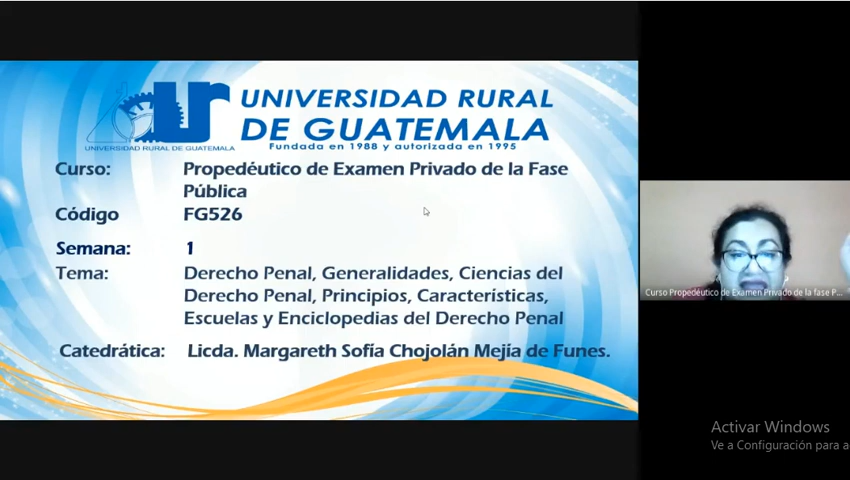 UNIVERSIDAD RURAL
DE GUATEMALA
Fundada en 1988 y autorizada en 1995
ur
UNIVERSIDAD RURAL DE GUATEMALA
Curso: Propedéutico de Examen Privado de la Fase
Pública
Código FG526
Semana: 1
Tema: Derecho Penal, Generalidades, Ciencias del
Derecho Penal, Principios, Características,
Escuelas y Enciclopedias del Derecho Penal
Catedrática: Licda. Margareth Sofía Chojolán Mejía de Funes.
Curso Propedéutico de Examen Privado de la fase P...
Activar Windows
Ve a Configuración para a